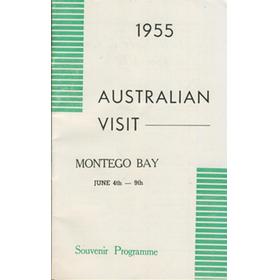 1955
AUSTRALIAN
VISIT
MONTEGO BAY
JUNE 4th — 9th
Souvenir Programme